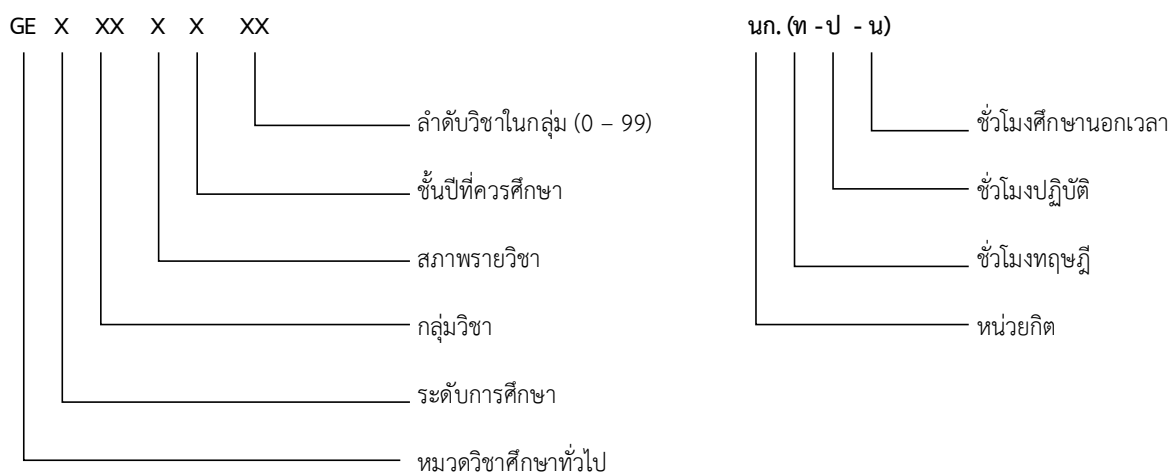 GE X XX X X XX
ลำดับวิชาในกลุ่ม (0 – 99)
ชั้นปีที่ควรศึกษา
สภาพรายวิชา
กลุ่มวิชา
ระดับการศึกษา
หมวดวิชาศึกษาทั่วไป
นก. (ท - ป - น)
ชั่วโมงศึกษานอกเวลา
ชั่วโมงปฏิบัติ
ชั่วโมงทฤษฎี
หน่วยกิต